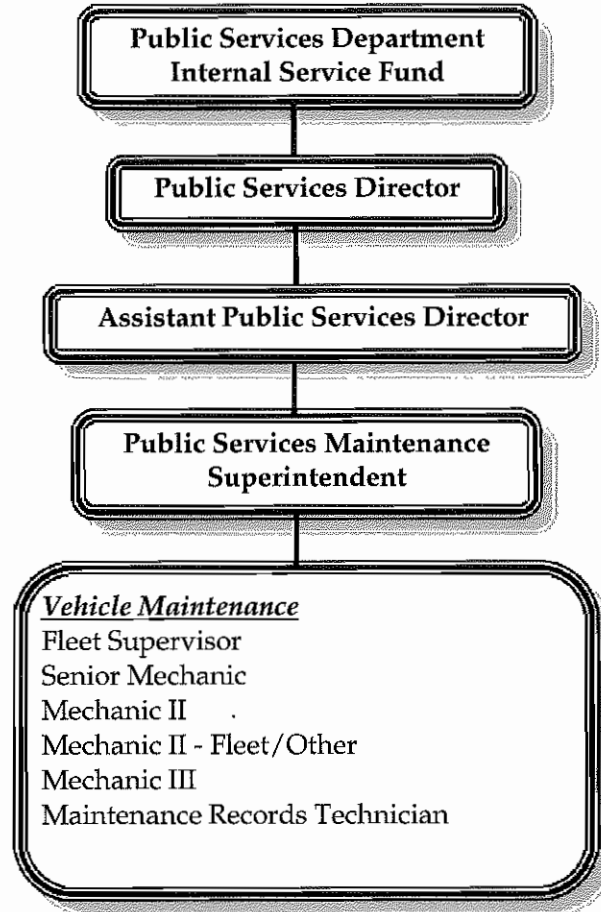 Public Services Department
Internal Service Fund
Public Services Director
Assistant Public Services Director
Public Services Maintenance
Superintendent
Vehicle Maintenance
Fleet Supervisor
Senior Mechanic
Mechanic II
Mechanic II - Fleet/Other
Mechanic III
Maintenance Records Technician